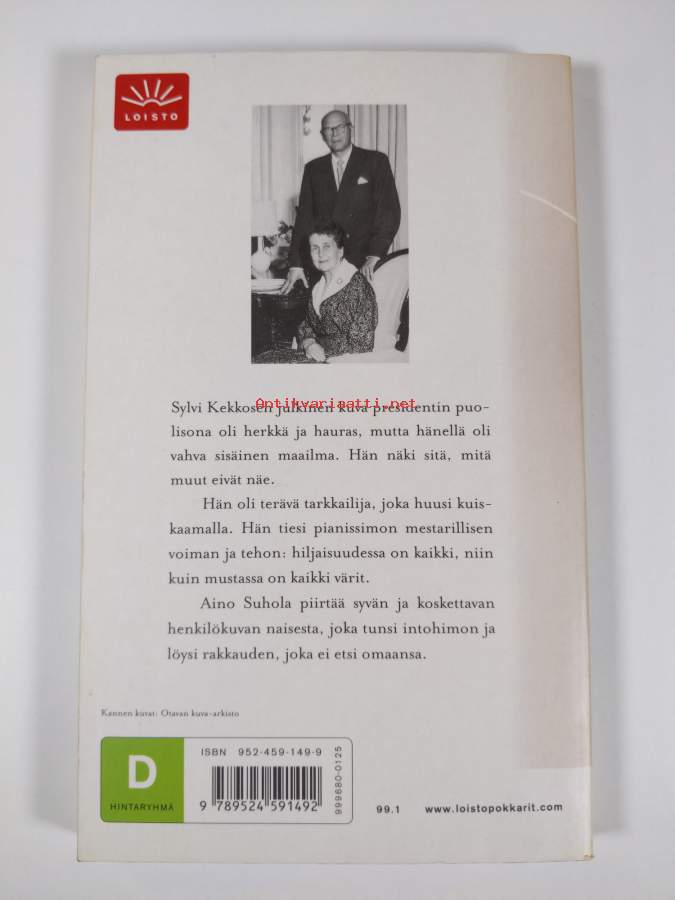 LOISTO
Antikvariaatti.net
Sylvi Kekkosen julkinen kuva presidentin puo-
lisona oli herkkä ja hauras, mutta hänellä oli
vahva sisäinen maailma. Hän näki sitä, mitä
muut eivät näe.
Hän oli terävä tarkkailija, joka huusi kuis-
kaamalla. Hän tiesi pianissimon mestarillisen
voiman ja tehon: hiljaisuudessa on kaikki, niin
kuin mustassa on kaikki värit.
Aino Suhola piirtää syvän ja koskettavan
henkilökuvan naisesta, joka tunsi intohimon ja
löysi rakkauden, joka ei etsi omaansa.
Kannen kuvat: Otavan kuva-arkisto
D
HINTARYHMÄ
ISBN 952-459-149-9
9 789524 591492
999680-0125
99.1
www.loistopokkarit.com